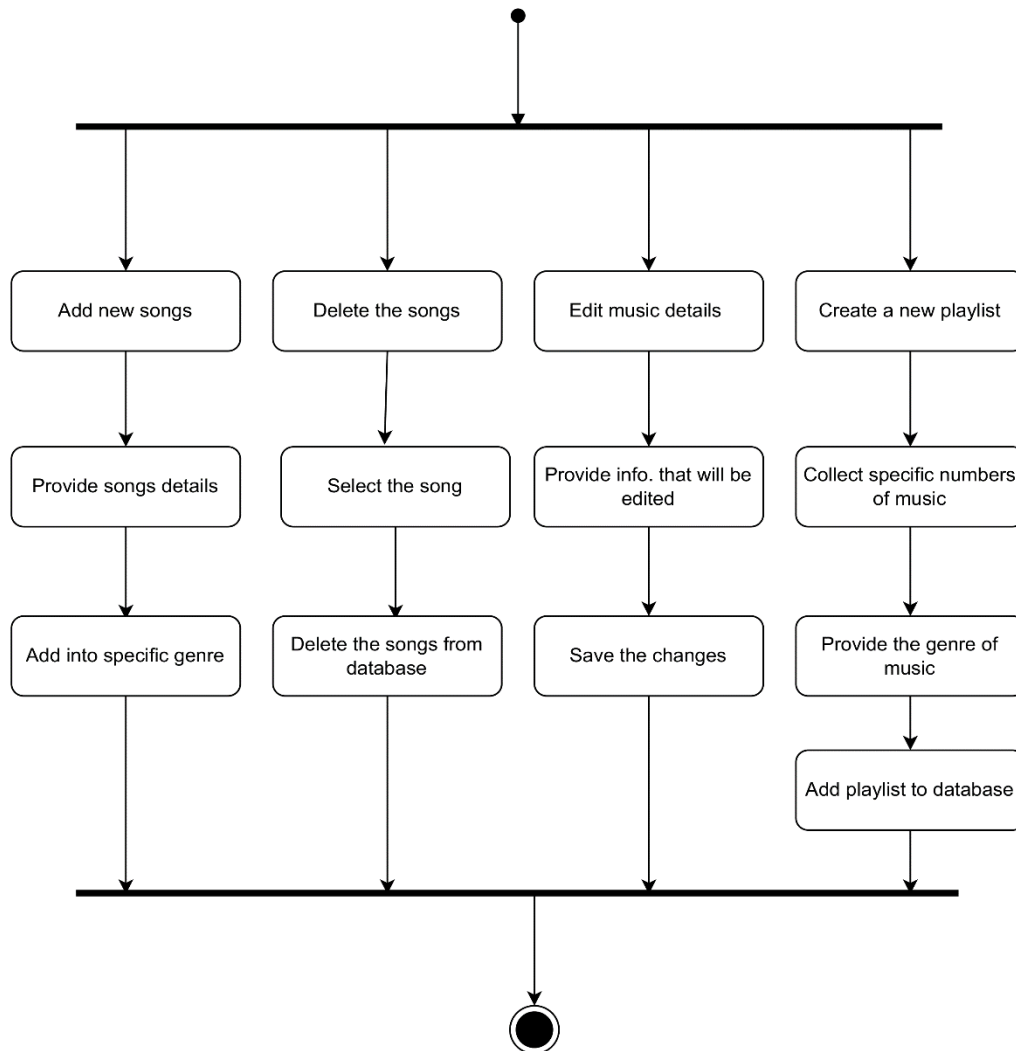 Add new songs
Delete the songs
Edit music details
Create a new playlist
Provide songs details
Select the song
Provide info. that will be
edited
Collect specific numbers
of music
Add into specific genre
Delete the songs from
database
Save the changes
Provide the genre of
music
Add playlist to database